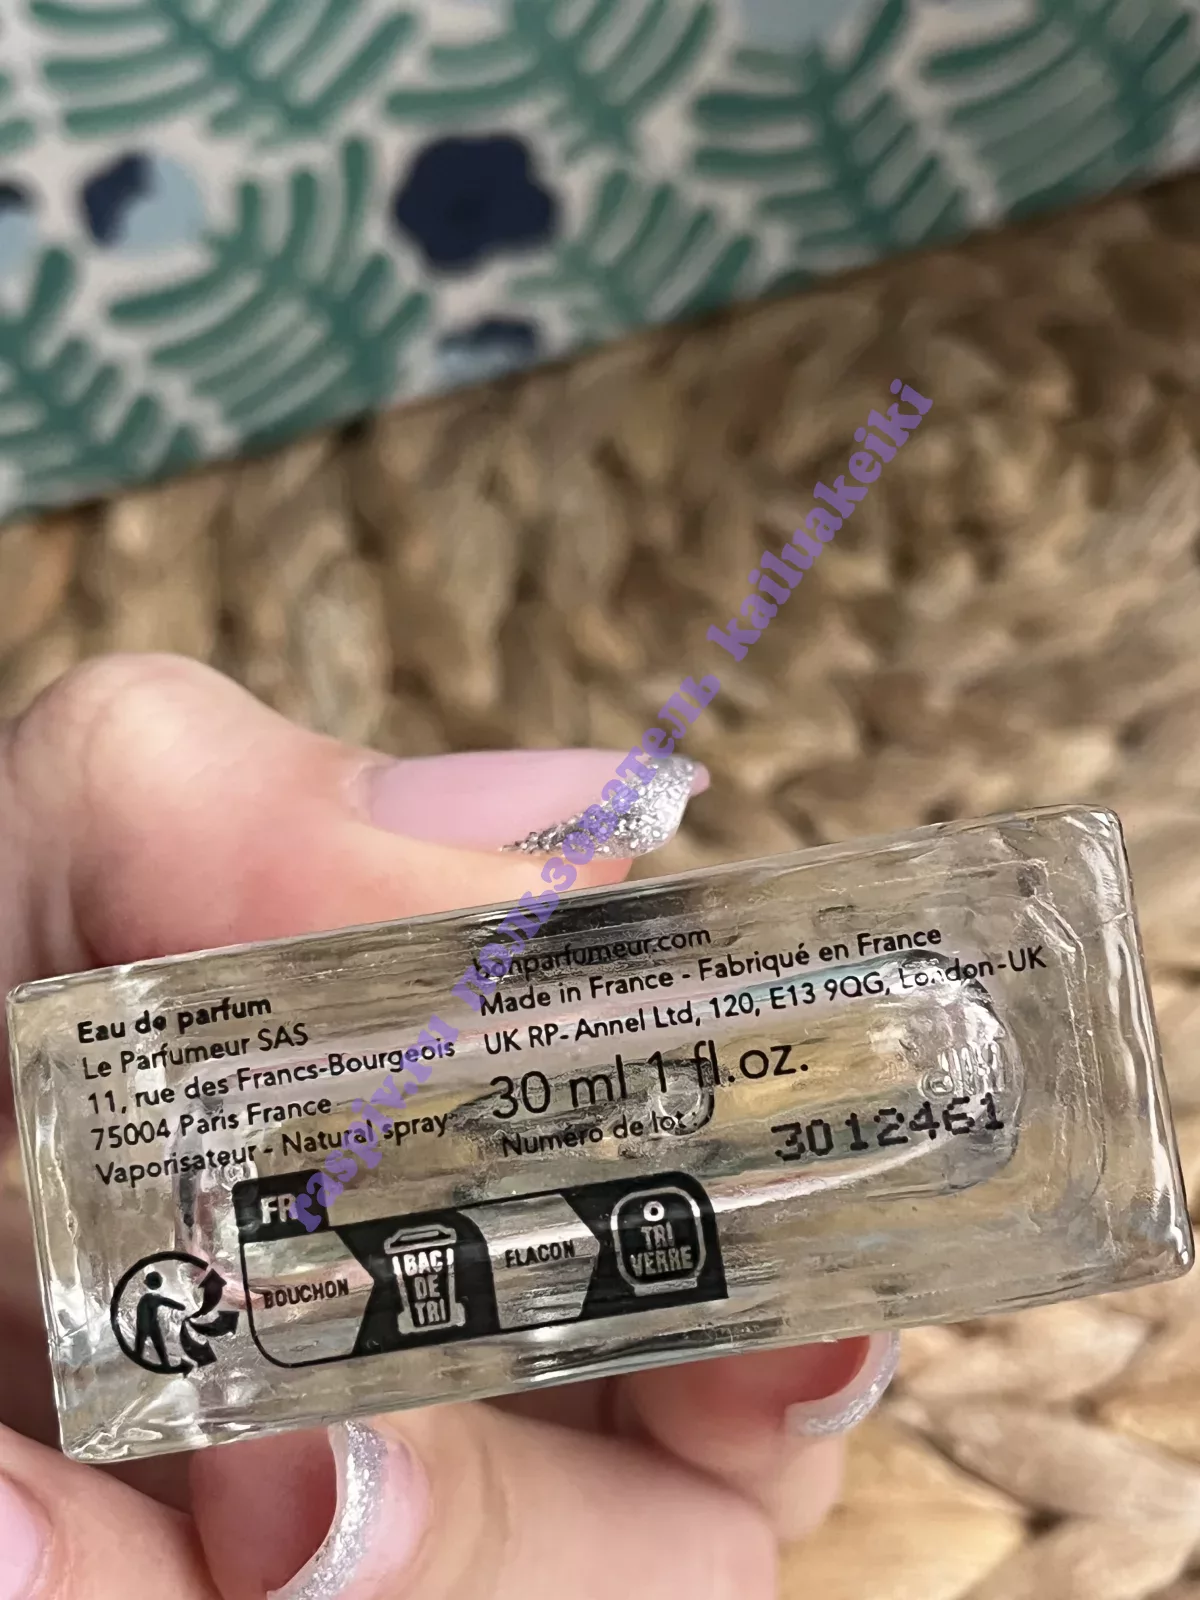 Eau de parfum
Le Parfumeur SAS
11, rue des Francs-Bourgeois
75004 Paris France
Vaporisateur - Natural spray
bonparfumeur.com
Made in France - Fabriqué en France
UK RP- Annel Ltd, 120, E13 9QG, London-UK
30 ml 1 fl.oz.
Numéro de lot:
3012461
FR
BOUCHON
BAC
DE
TRI
FLACON
TRI
VERRE
raspiv.ru пользователь kailuakeiki